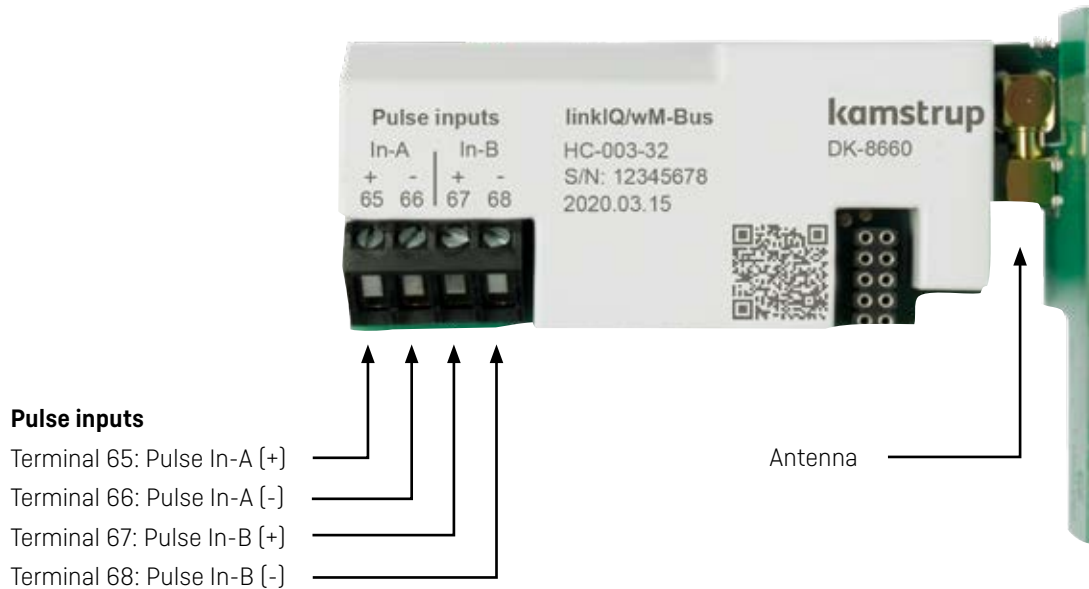 Pulse inputs
In-A In-B
+ - + -
65 66 67 68
linkIQ/wM-Bus
HC-003-32
S/N: 12345678
2020.03.15
kamstrup
DK-8660
Pulse inputs
Terminal 65: Pulse In-A (+)
Terminal 66: Pulse In-A (-)
Terminal 67: Pulse In-B (+)
Terminal 68: Pulse In-B (-)
Antenna